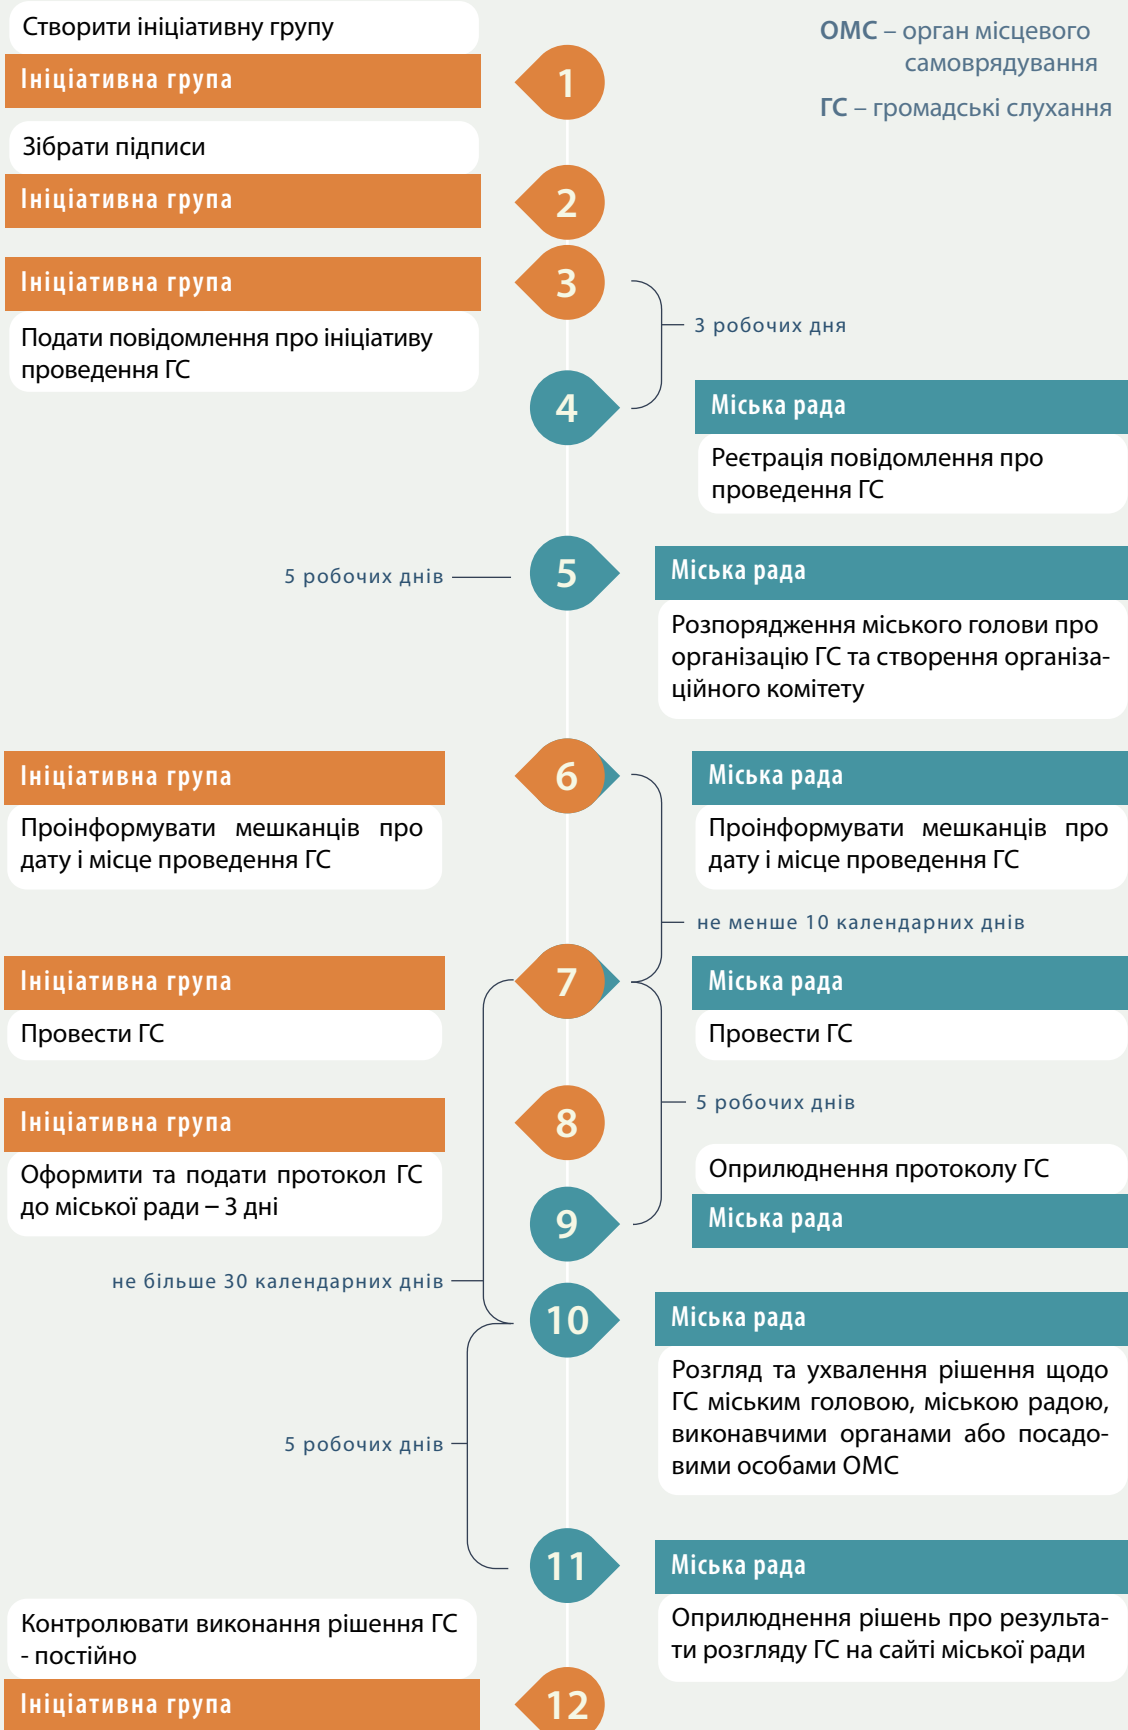 Створити ініціативну групу
Ініціативна група
1
ОМС – орган місцевого
самоврядування
ГС – громадські слухання
Зібрати підписи
Ініціативна група
2
Ініціативна група
3
Подати повідомлення про ініціативу
проведення ГС
3 робочих дня
4
Міська рада
Реєстрація повідомлення про
проведення ГС
5 робочих днів
5
Міська рада
Розпорядження міського голови про
організацію ГС та створення організа-
ційного комітету
Ініціативна група
6
Міська рада
Проінформувати мешканців про
дату і місце проведення ГС
Проінформувати мешканців про
дату і місце проведення ГС
не менше 10 календарних днів
Ініціативна група
7
Міська рада
Провести ГС
Провести ГС
5 робочих днів
Ініціативна група
8
Оформити та подати протокол ГС
до міської ради – 3 дні
Оприлюднення протоколу ГС
9
Міська рада
не більше 30 календарних днів
10
Міська рада
Розгляд та ухвалення рішення щодо
ГС міським головою, міською радою,
виконавчими органами або посадо-
вими особами ОМС
5 робочих днів
11
Міська рада
Оприлюднення рішень про результа-
ти розгляду ГС на сайті міської ради
Контролювати виконання рішення ГС
- постійно
Ініціативна група
12